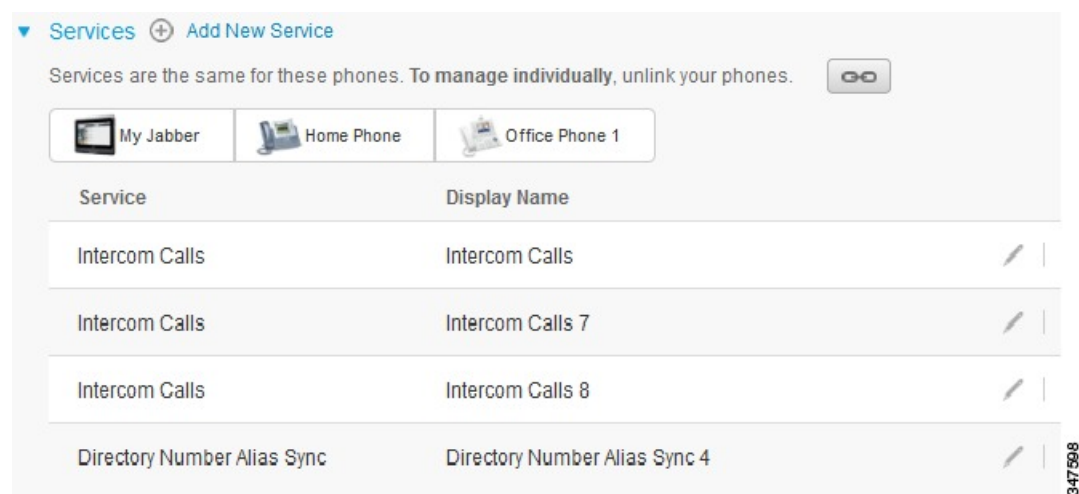 Services Add New Service
Services are the same for these phones. To manage individually, unlink your phones.
My Jabber Home Phone Office Phone 1
Service Display Name
Intercom Calls Intercom Calls
Intercom Calls Intercom Calls 7
Intercom Calls Intercom Calls 8
Directory Number Alias Sync Directory Number Alias Sync 4
347598